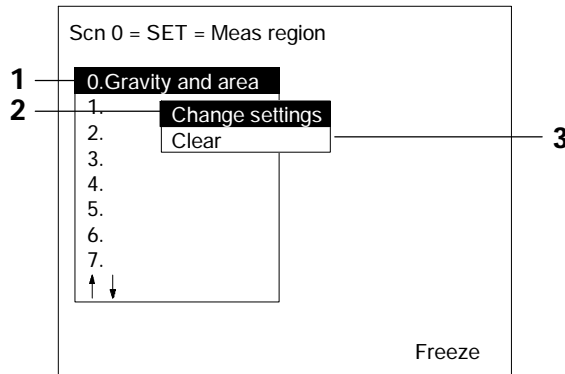 Scn 0 = SET = Meas region
1
0.Gravity and area
2
1.
Change settings
2.
Clear
3
3.
4.
5.
6.
7.
Freeze